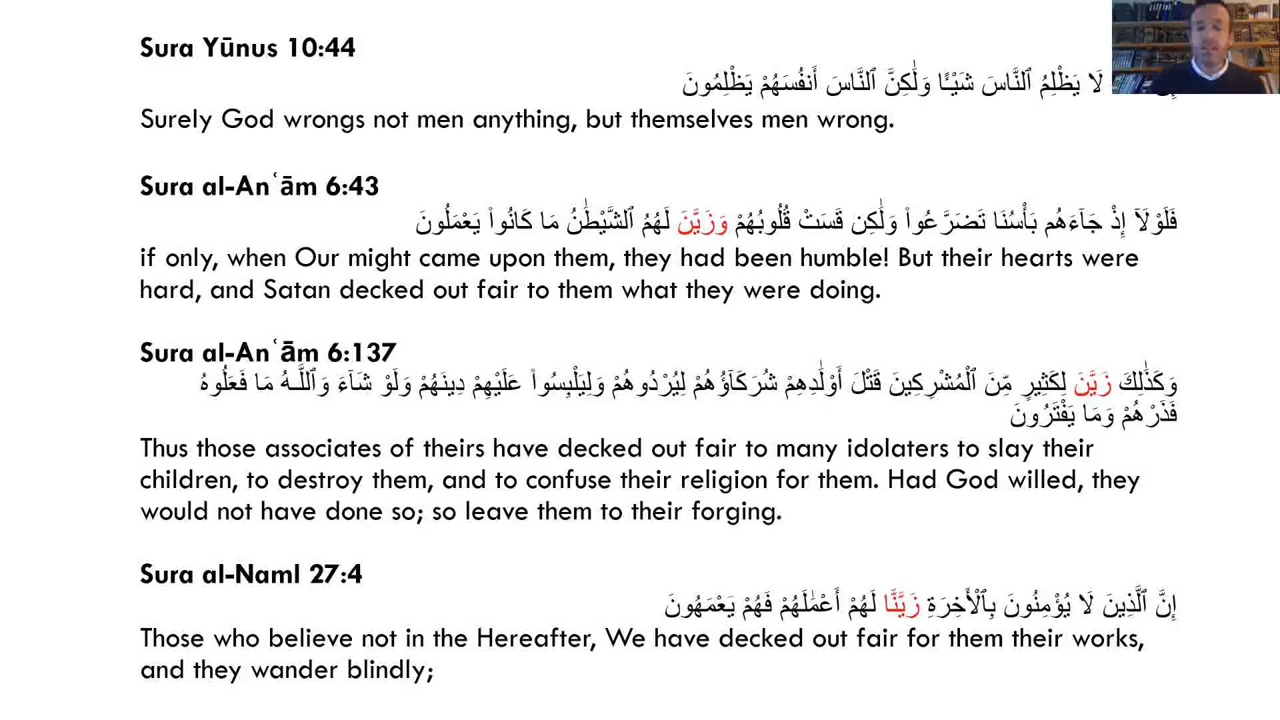 Sura Yūnus 10:44
لَا يَظْلِمُ ٱلنَّاسَ شَيْـًٔا وَلَٰكِنَّ ٱلنَّاسَ أَنفُسَهُمْ يَظْلِمُونَ
Surely God wrongs not men anything, but themselves men wrong.
Sura al-Anʿām 6:43
فَلَوْلَآ إِذْ جَآءَهُم بَأْسُنَا تَضَرَّعُوا۟ وَلَٰكِن قَسَتْ قُلُوبُهُمْ وَزَيَّنَ لَهُمُ ٱلشَّيْطَٰنُ مَا كَانُوا۟ يَعْمَلُونَ
if only, when Our might came upon them, they had been humble! But their hearts were
hard, and Satan decked out fair to them what they were doing.
Sura al-Anʿām 6:137
وَكَذَٰلِكَ زَيَّنَ لِكَثِيرٍ مِّنَ ٱلْمُشْرِكِينَ قَتْلَ أَوْلَٰدِهِمْ شُرَكَآؤُهُمْ لِيُرْدُوهُمْ وَلِيَلْبِسُوا۟ عَلَيْهِمْ دِينَهُمْ وَلَوْ شَآءَ وَٱللَّـهُ مَا فَعَلُوهُ
فَذَرْهُمْ وَمَا يَفْتَرُونَ
Thus those associates of theirs have decked out fair to many idolaters to slay their
children, to destroy them, and to confuse their religion for them. Had God willed, they
would not have done so; so leave them to their forging.
Sura al-Naml 27:4
إِنَّ ٱلَّذِينَ لَا يُؤْمِنُونَ بِٱلْأَخِرَةِ زَيَّنَّا لَهُمْ أَعْمَٰلَهُمْ فَهُمْ يَعْمَهُونَ
Those who believe not in the Hereafter, We have decked out fair for them their works,
and they wander blindly;